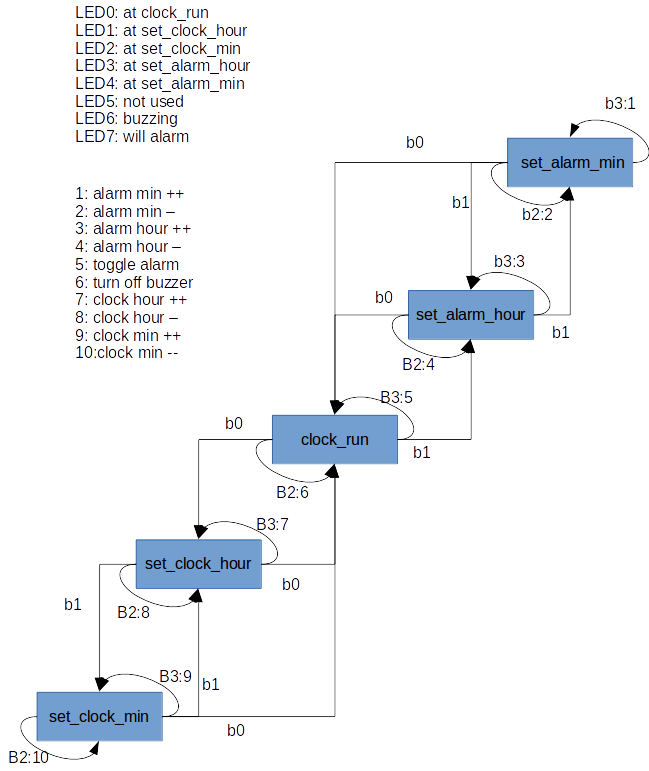 LED0: at clock_run
LED1: at set_clock_hour
LED2: at set_clock_min
LED3: at set_alarm_hour
LED4: at set_alarm_min
LED5: not used
LED6: buzzing
LED7: will alarm
b3:1
b0
set_alarm_min
1: alarm min ++
2: alarm min –
3: alarm hour ++
4: alarm hour –
5: toggle alarm
6: turn off buzzer
7: clock hour ++
8: clock hour –
9: clock min ++
10:clock min --
b1
b2:2
b3:3
b0
set_alarm_hour
b1
B2:4
B3:5
b0
clock_run
b1
B2:6
B3:7
set_clock_hour
b0
b1
B2:8
B3:9
b1
set_clock_min
b0
B2:10